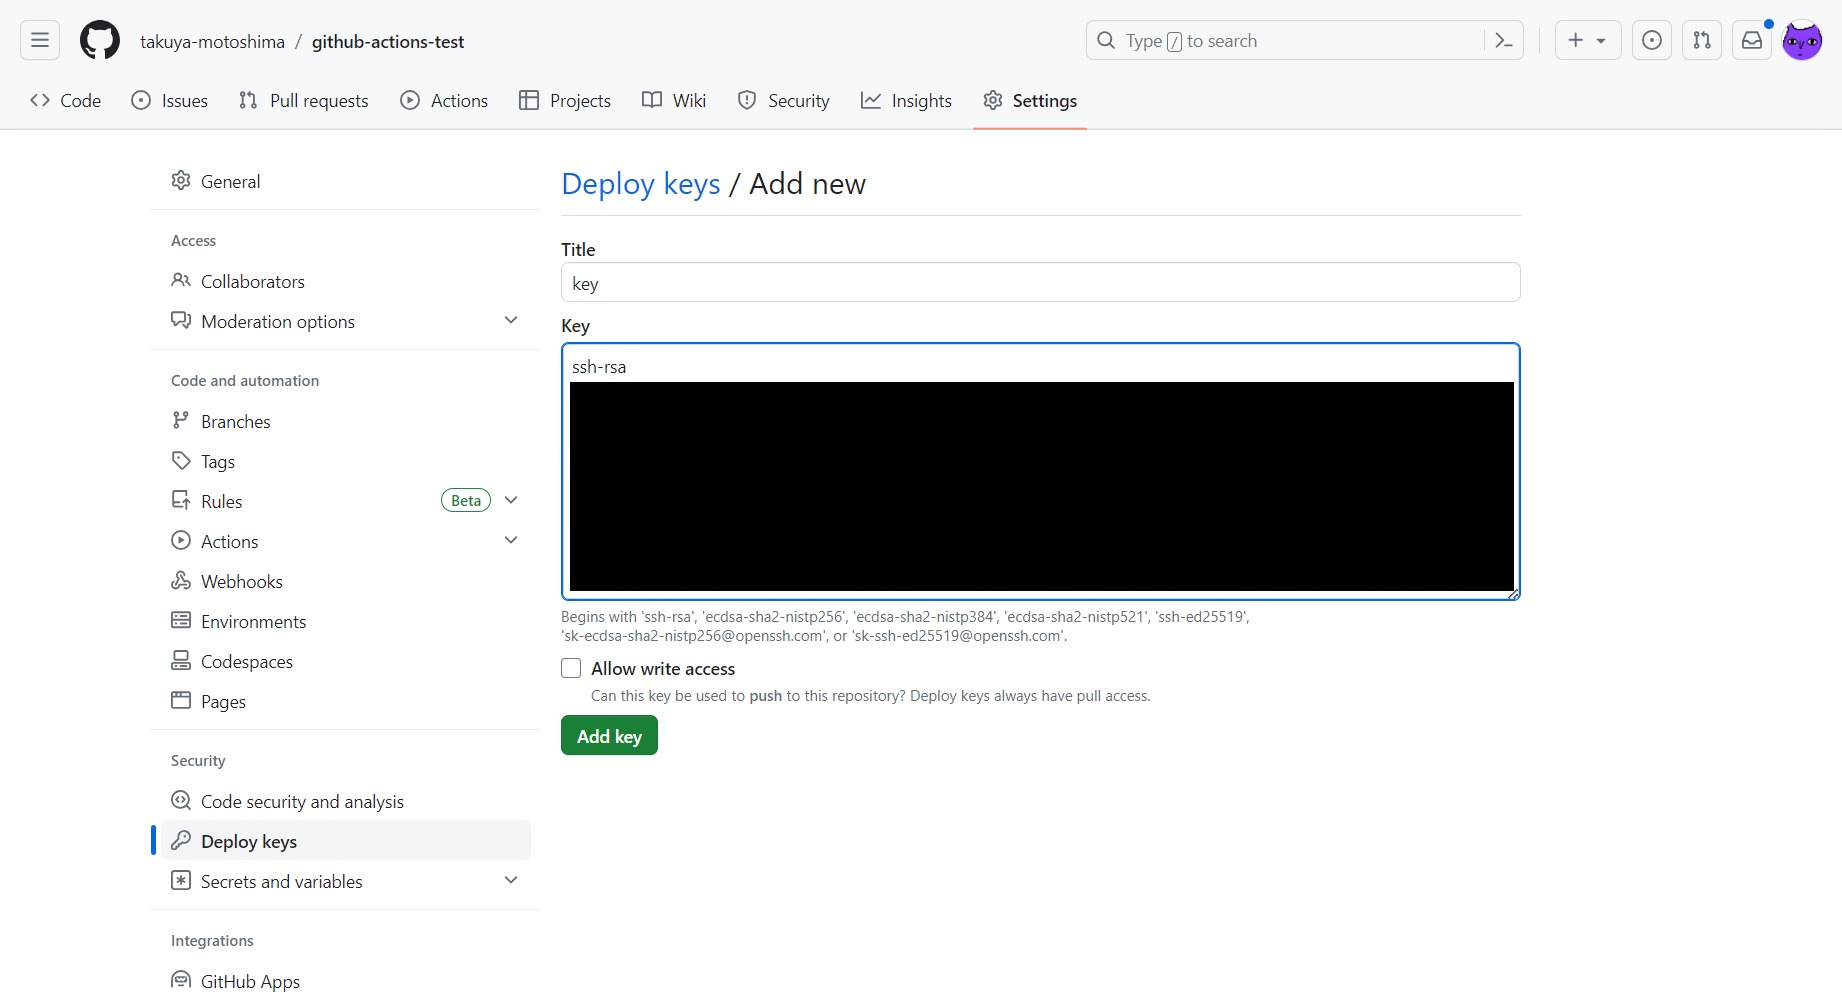 takuya-motoshima / github-actions-test
Type / to search
Code Issues Pull requests Actions Projects Wiki Security Insights Settings
General
Access
Collaborators
Moderation options
Code and automation
Branches
Tags
Rules Beta
Actions
Webhooks
Environments
Codespaces
Pages
Security
Code security and analysis
Deploy keys
Secrets and variables
Integrations
GitHub Apps
Deploy keys / Add new
Title
key
Key
ssh-rsa
Begins with 'ssh-rsa', 'ecdsa-sha2-nistp256', 'ecdsa-sha2-nistp384', 'ecdsa-sha2-nistp521', 'ssh-ed25519',
'sk-ecdsa-sha2-nistp256@openssh.com', or 'sk-ssh-ed25519@openssh.com'.
Allow write access
Can this key be used to push to this repository? Deploy keys always have pull access.
Add key